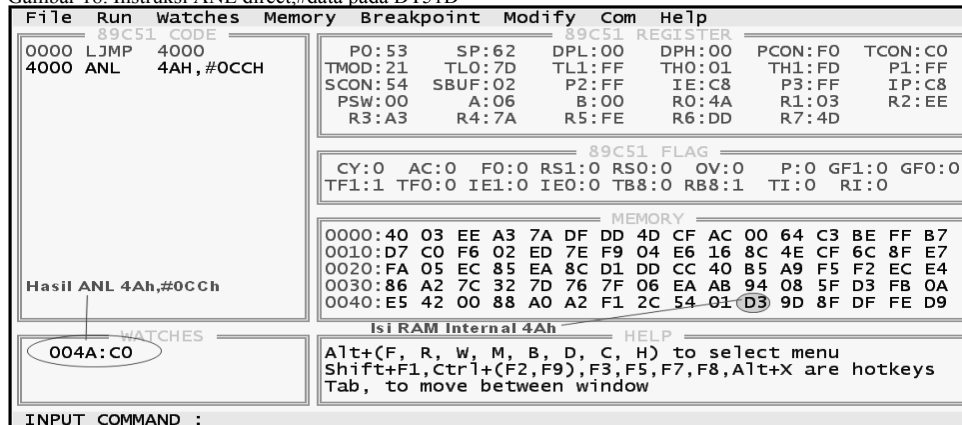 Gambar 18. Instruksi ANL direct,#data pada DT51D
File Run Watches Memory Breakpoint Modify Com Help
89C51 CODE
0000 LJMP 4000
4000 ANL 4AH,#0CCH
89C51 REGISTER
P0:53 SP:62 DPL:00 DPH:00 PCON:F0 TCON:C0
TMOD:21 TL0:7D TL1:FF TH0:01 TH1:FD P1:FF
SCON:54 SBUF:02 P2:FF IE:C8 P3:FF IP:C8
PSW:00 A:06 B:00 R0:4A R1:03 R2:EE
R3:A3 R4:7A R5:FE R6:DD R7:4D
89C51 FLAG
CY:0 AC:0 F0:0 RS1:0 RS0:0 OV:0 P:0 GF1:0 GF0:0
TF1:1 TF0:0 IE1:0 IE0:0 TB8:0 RB8:1 TI:0 RI:0
MEMORY
0000:40 03 EE A3 7A DF DD 4D CF AC 00 64 C3 BE FF B7
0010:D7 C0 F6 02 ED 7E F9 04 E6 16 8C 4E CF 6C 8F E7
0020:FA 05 EC 85 EA 8C D1 DD CC 40 B5 A9 F5 F2 EC E4
0030:86 A2 7C 32 7D 76 7F 06 EA AB 94 08 5F D3 FB 0A
0040:E5 42 00 88 A0 A2 F1 2C 54 01 D3 9D 8F DF FE D9
Hasil ANL 4Ah,#0CCh
Isi RAM Internal 4Ah
WATCHES
004A:C0
HELP
Alt+(F, R, W, M, B, D, C, H) to select menu
Shift+F1,Ctrl+(F2,F9),F3,F5,F7,F8,Alt+X are hotkeys
Tab, to move between window
INPUT COMMAND :